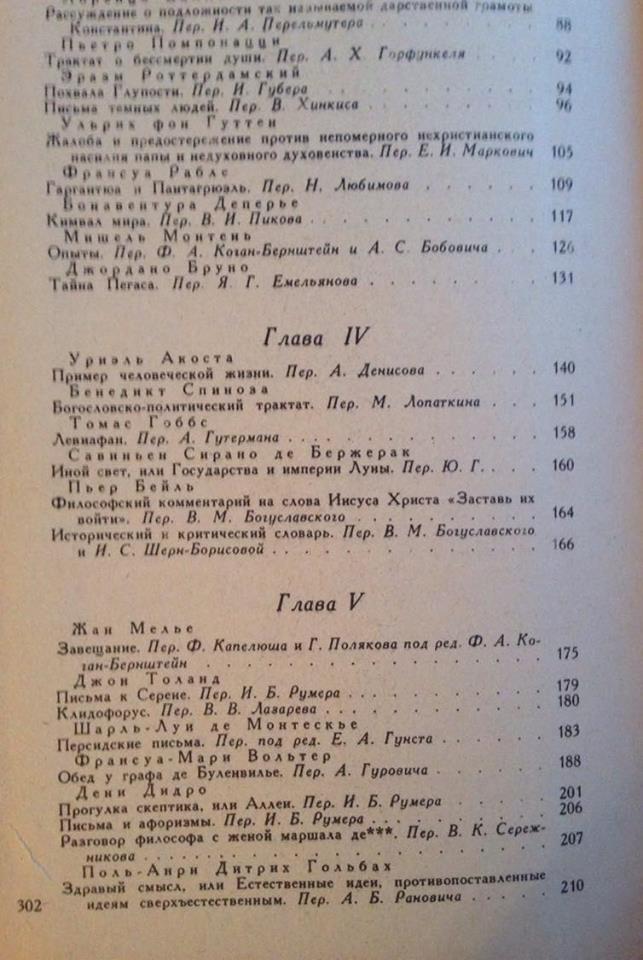 Рассуждение о подложности так называемой дарственной грамоты
Константина. Пер. И. А. Перельмутера . . . . . 88
Пьетро Помпонацци
Трактат о бессмертии души. Пер. А. Х. Горфункеля 92
Эразм Роттердамский
Похвала Глупости. Пер. И. Губера . . . . . . 94
Письма темных людей. Пер. В. Хинкиса . . . . . 96
Ульрих фон Гуттен
Жалоба и предостережение против непомерного нехристианского
насилия папы и недуховного духовенства. Пер. Е. И. Маркович 105
Франсуа Рабле
Гаргантюа и Пантагрюэль. Пер. Н. Любимова . . . . . . 109
Бонавентура Деперье
Кимвал мира. Пер. В. И. Пикова . . . . . . . . . 117
Мишель Монтень
Опыты. Пер. Ф. А. Коган-Бернштейн и А. С. Бобовича . 126
Джордано Бруно
Тайна Пегаса. Пер. Я. Г. Емельянова . . . . . . 131
Глава IV
Уриэль Акоста
Пример человеческой жизни. Пер. А. Денисова . . . . . 140
Бенедикт Спиноза
Богословско-политический трактат. Пер. М. Лопаткина . . 151
Томас Гоббс
Левиафан. Пер. А. Гутермана . . . . . . . . . 158
Савиньен Сирано де Бержерак
Иной свет, или Государства и империи Луны. Пер. Ю. Г. . . 160
Пьер Бейль
Философский комментарий на слова Иисуса Христа «Заставь их
войти». Пер. В. М. Богуславского . . . . . . . . 164
Исторический и критический словарь. Пер. В. М. Богуславского
и И. С. Шерн-Борисовой . . . . . . . . . . . 166
Глава V
Жан Мелье
Завещание. Пер. Ф. Капелюша и Г. Полякова под ред. Ф. А. Ко-
ган-Бернштейн . . . . . . . . . . . . . . 175
Джон Толанд
Письма к Серене. Пер. И. Б. Румера . . . . . . . . 179
Клидофорус. Пер. В. В. Лазарева . . . . . . . . . 180
Шарль-Луи де Монтескье
Персидские письма. Пер. под ред. Е. А. Гунста . . . . . 183
Франсуа-Мари Вольтер
Обед у графа де Буленвилье. Пер. А. Гуровича . . . . . 188
Дени Дидро
Прогулка скептика, или Аллеи. Пер. И. Б. Румера . . . . 201
Письма и афоризмы. Пер. И. Б. Румера . . . . . . . 206
Разговор философа с женой маршала де***. Пер. В. К. Сереж-
никова . . . . . . . . . . . . . . . . 207
Поль-Анри Дитрих Гольбах
Здравый смысл, или Естественные идеи, противопоставленные
идеям сверхъестественным. Пер. А. Б. Рановича . . . . . 210
302